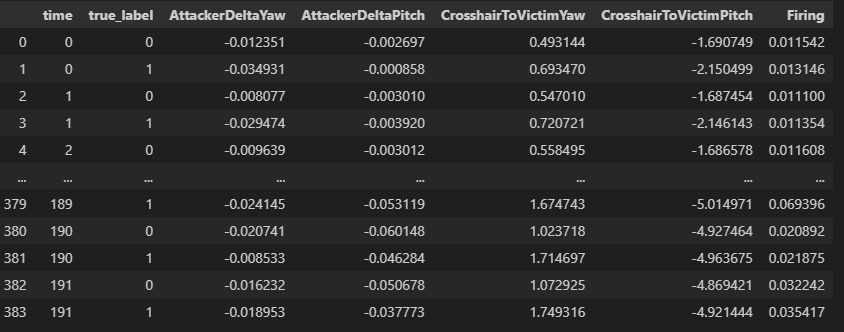 time true_label AttackerDeltaYaw AttackerDeltaPitch CrosshairToVictimYaw CrosshairToVictimPitch Firing
0 0 0 -0.012351 -0.002697 0.493144 -1.690749 0.011542
1 0 1 -0.034931 -0.000858 0.693470 -2.150499 0.013146
2 1 0 -0.008077 -0.003010 0.547010 -1.687454 0.011100
3 1 1 -0.029474 -0.003920 0.720721 -2.146143 0.011354
4 2 0 -0.009639 -0.003012 0.558495 -1.686578 0.011608
... ... ... ... ... ... ... ...
379 189 1 -0.024145 -0.053119 1.674743 -5.014971 0.069396
380 190 0 -0.020741 -0.060148 1.023718 -4.927464 0.020892
381 190 1 -0.008533 -0.046284 1.714697 -4.963675 0.021875
382 191 0 -0.016232 -0.050678 1.072925 -4.869421 0.032242
383 191 1 -0.018953 -0.037773 1.749316 -4.921444 0.035417